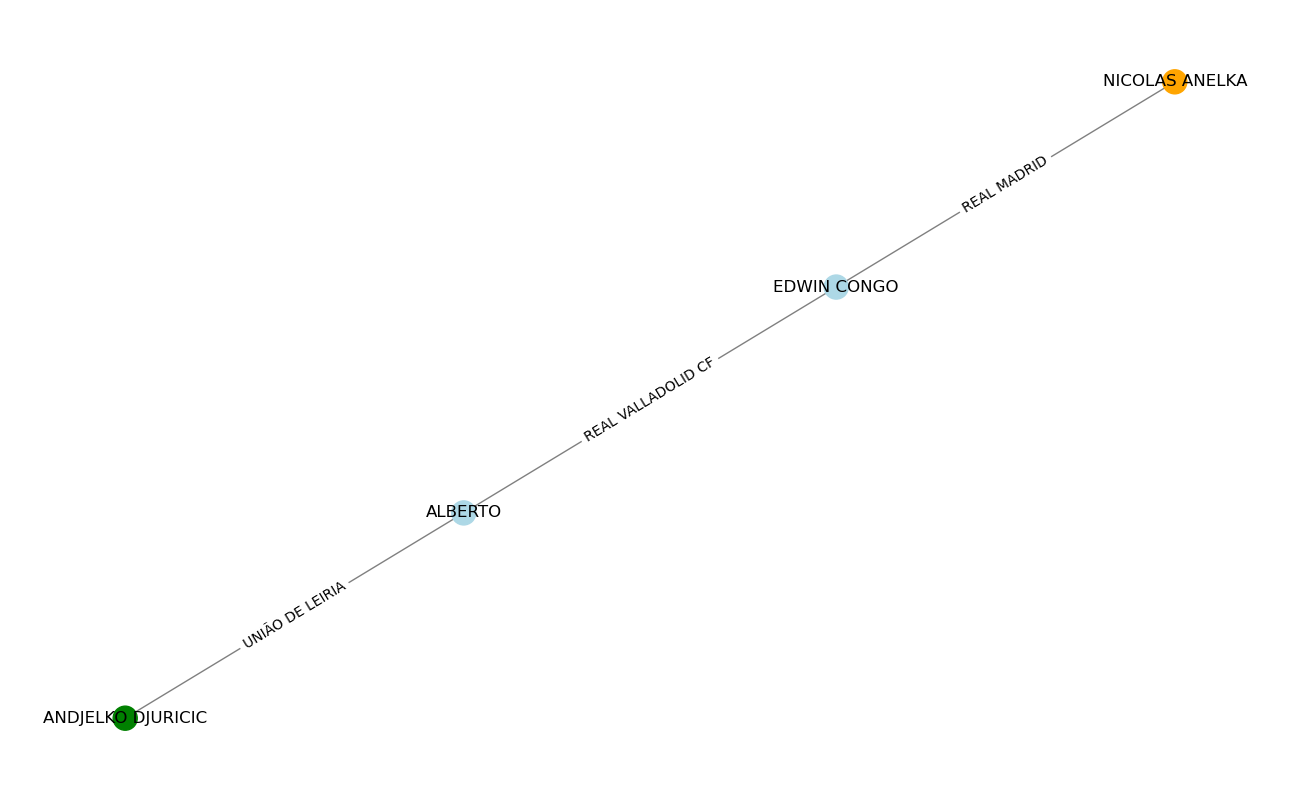 NICOLAS ANELKA
REAL MADRID
EDWIN CONGO
REAL VALLADOLID CF
ALBERTO
UNIÃO DE LEIRIA
ANDJELKO DJURICIC